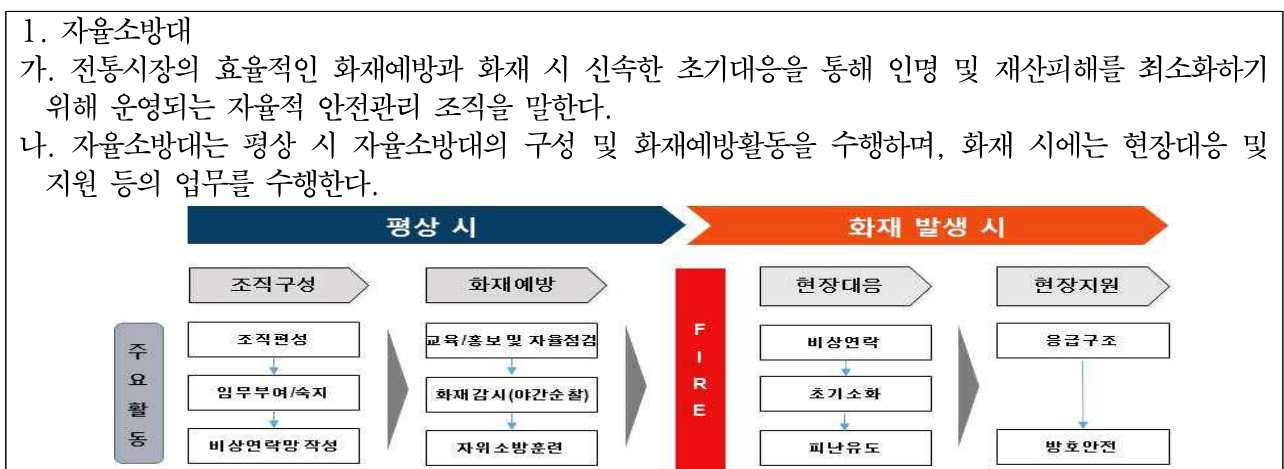 1. 자율소방대
가. 전통시장의 효율적인 화재예방과 화재 시 신속한 초기대응을 통해 인명 및 재산피해를 최소화하기
위해 운영되는 자율적 안전관리 조직을 말한다.
나. 자율소방대는 평상 시 자율소방대의 구성 및 화재예방활동을 수행하며, 화재 시에는 현장대응 및
지원 등의 업무를 수행한다.
평상 시
화재 발생 시
조직구성
화재예방
현장대응
현장지원
주요활동
조직편성
임무부여/숙지
비상연락망 작성
교육/홍보 및 자율점검
화재감시(야간순찰)
자위소방훈련
FIRE
비상연락
초기소화
피난유도
응급구조
방호안전